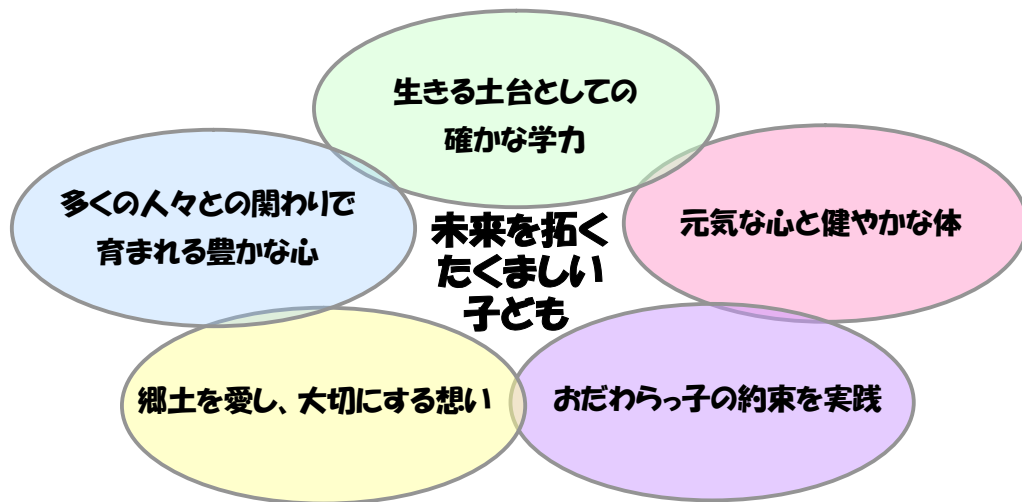 生きる土台としての
確かな学力
多くの人々との関わりで
育まれる豊かな心
元気な心と健やかな体
未来を拓く
たくましい
子ども
郷土を愛し、大切にする想い
おだわらっ子の約束を実践